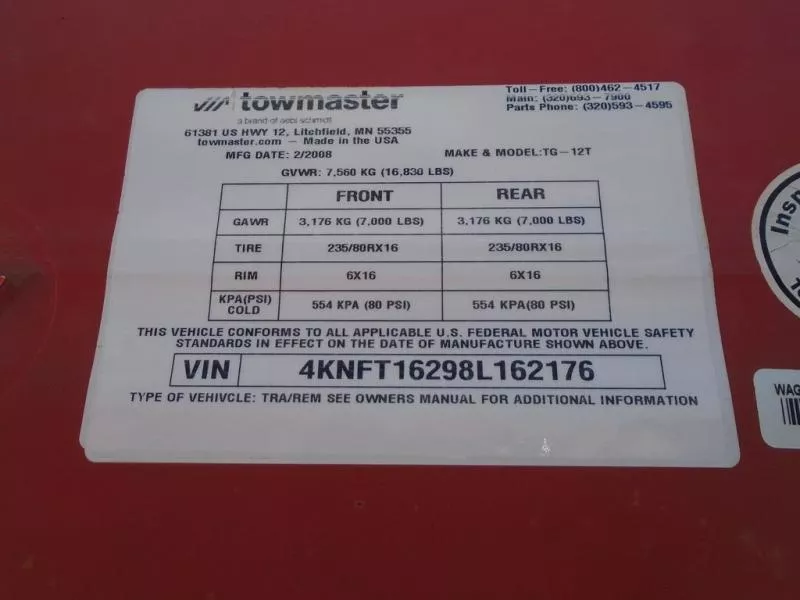 towmaster
a brand of aebi schmidt
61381 US HWY 12, Litchfield, MN 55355
towmaster.com – Made in the USA
Toll-Free: (800)462-4517
Main: (320)693-7900
Parts Phone: (320)593-4595
MFG DATE: 2/2008
MAKE & MODEL:TG-12T
GVWR: 7,560 KG (16,830 LBS)
FRONT REAR
GAWR 3,176 KG (7,000 LBS) 3,176 KG (7,000 LBS)
TIRE 235/80RX16 235/80RX16
RIM 6X16 6X16
KPA(PSI)
COLD 554 KPA (80 PSI) 554 KPA(80 PSI)
THIS VEHICLE CONFORMS TO ALL APPLICABLE U.S. FEDERAL MOTOR VEHICLE SAFETY
STANDARDS IN EFFECT ON THE DATE OF MANUFACTURE SHOWN ABOVE.
VIN 4KNFT16298L162176
TYPE OF VEHIVCLE: TRA/REM SEE OWNERS MANUAL FOR ADDITIONAL INFORMATION
Insp
WAG